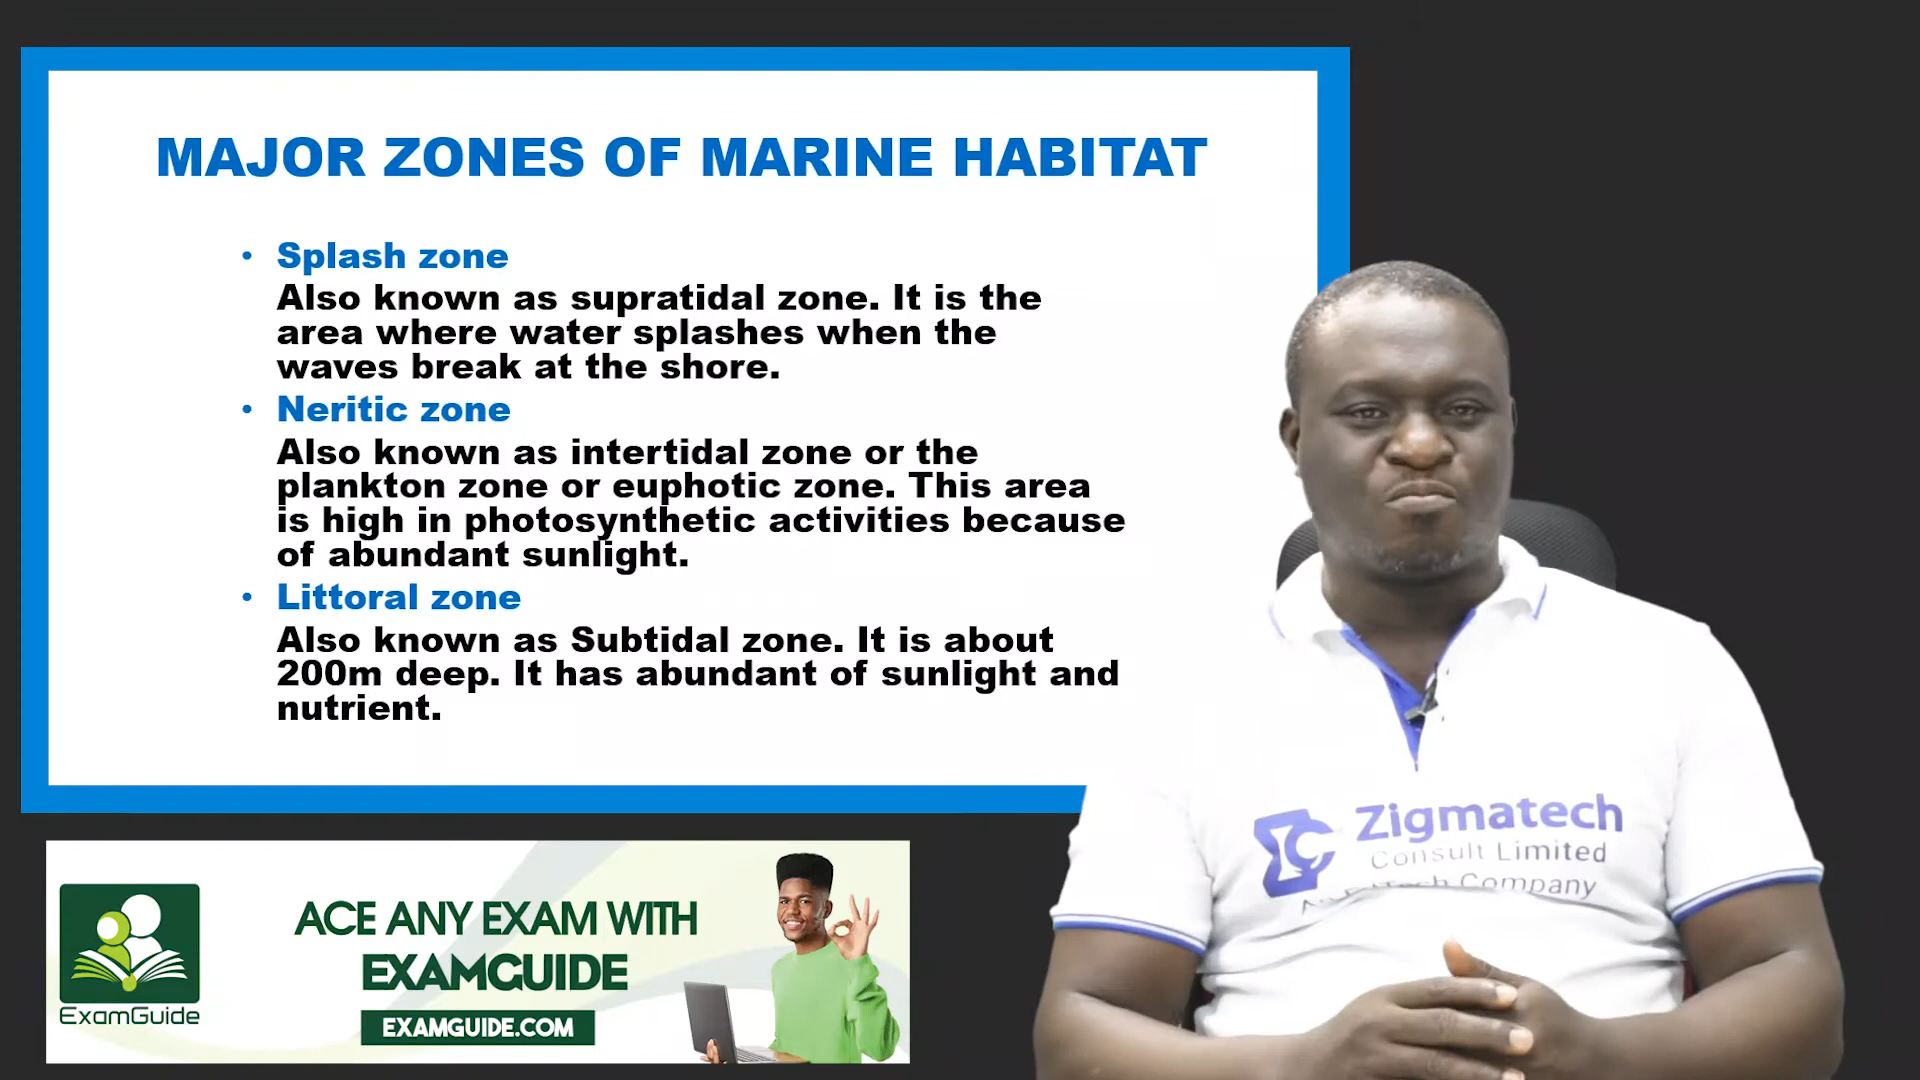 MAJOR ZONES OF MARINE HABITAT
• Splash zone
Also known as supratidal zone. It is the
area where water splashes when the
waves break at the shore.
• Neritic zone
Also known as intertidal zone or the
plankton zone or euphotic zone. This area
is high in photosynthetic activities because
of abundant sunlight.
• Littoral zone
Also known as Subtidal zone. It is about
200m deep. It has abundant of sunlight and
nutrient.
Zigmatech
Consult Limited
Company
ExamGuide
ACE ANY EXAM WITH
EXAMGUIDE
EXAMGUIDE.COM